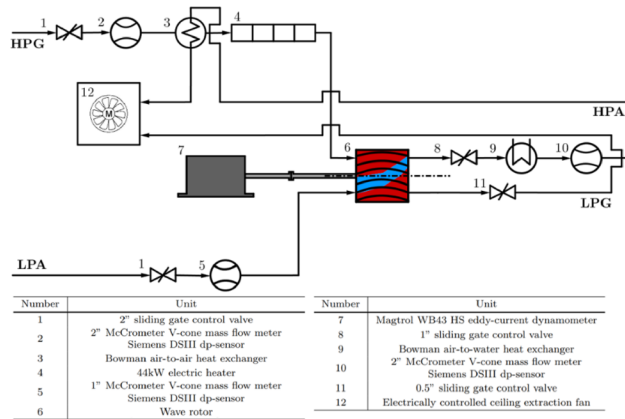 1 2 3 4
HPG
12
M
HPA
7 6 8 9 10
11
LPG
LPA 1 5
Number Unit
1 2” sliding gate control valve
2 2” McCrometer V-cone mass flow meter
Siemens DSIII dp-sensor
3 Bowman air-to-air heat exchanger
4 44kW electric heater
5 1” McCrometer V-cone mass flow meter
Siemens DSIII dp-sensor
6 Wave rotor
Number Unit
7 Magtrol WB43 HS eddy-current dynamometer
8 1” sliding gate control valve
9 Bowman air-to-water heat exchanger
10 2” McCrometer V-cone mass flow meter
Siemens DSIII dp-sensor
11 0.5” sliding gate control valve
12 Electrically controlled ceiling extraction fan